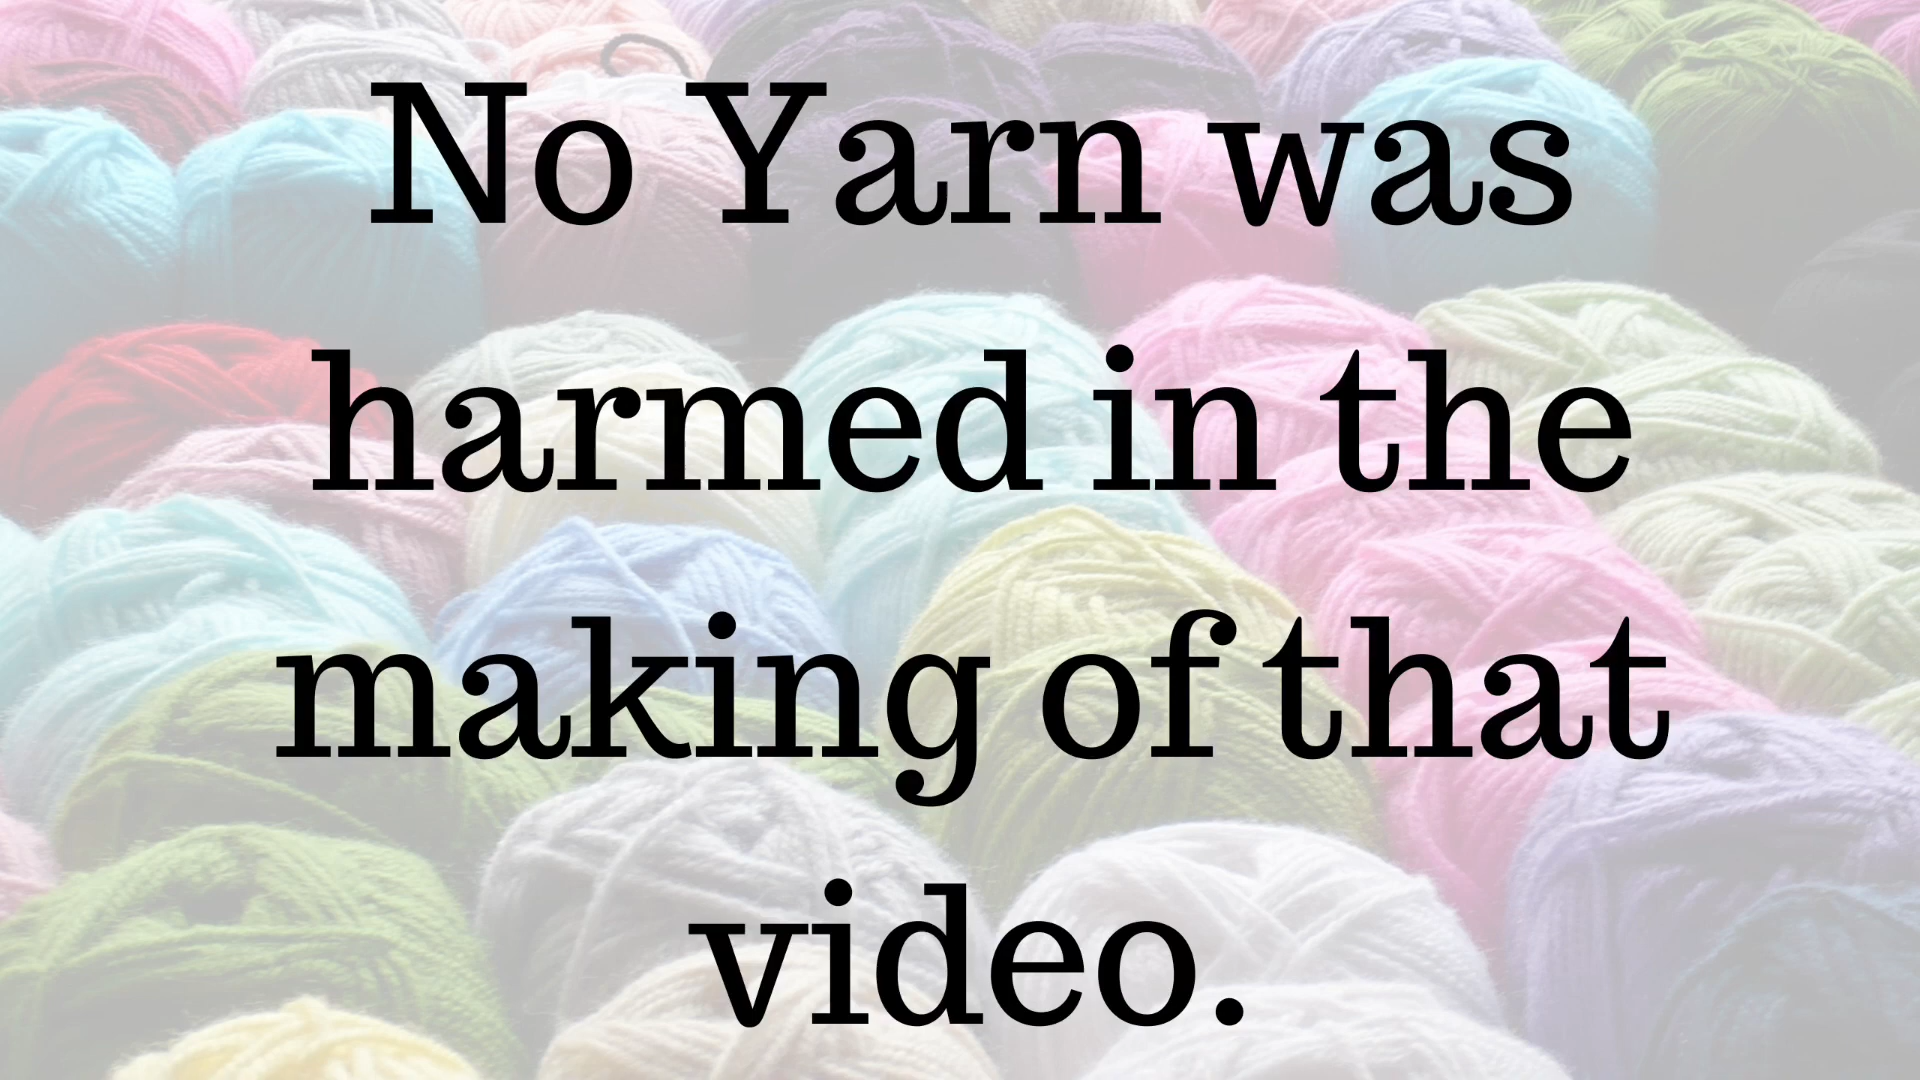 No Yarn was
harmed in the
making of that
video.